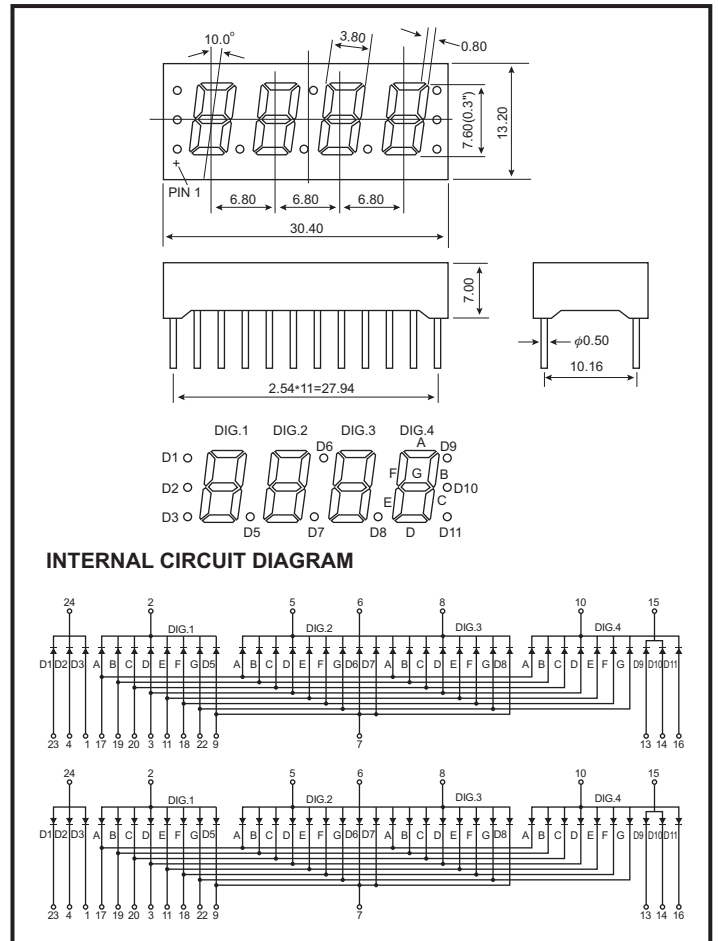 10.0°
3.80
0.80
7.60(0.3")
13.20
+
PIN 1
6.80 6.80 6.80
30.40
7.00
ϕ0.50
2.54*11=27.94
10.16
DIG.1 DIG.2 DIG.3 DIG.4
D1 D6 A D9
D2 F G B D10
D3 E C
D5 D7 D8 D D11
INTERNAL CIRCUIT DIAGRAM
24 2 5 6 8 10 15
DIG.1 DIG.2 DIG.3 DIG.4
D1 D2 D3 A B C D E F G D5 A B C D E F G D6 D7 A B C D E F G D8 A B C D E F G D9 D10 D11
23 4 1 17 19 20 3 11 18 22 9 7 13 14 16
24 2 5 6 8 10 15
DIG.1 DIG.2 DIG.3 DIG.4
D1 D2 D3 A B C D E F G D5 A B C D E F G D6 D7 A B C D E F G D8 A B C D E F G D9 D10 D11
23 4 1 17 19 20 3 11 18 22 9 7 13 14 16